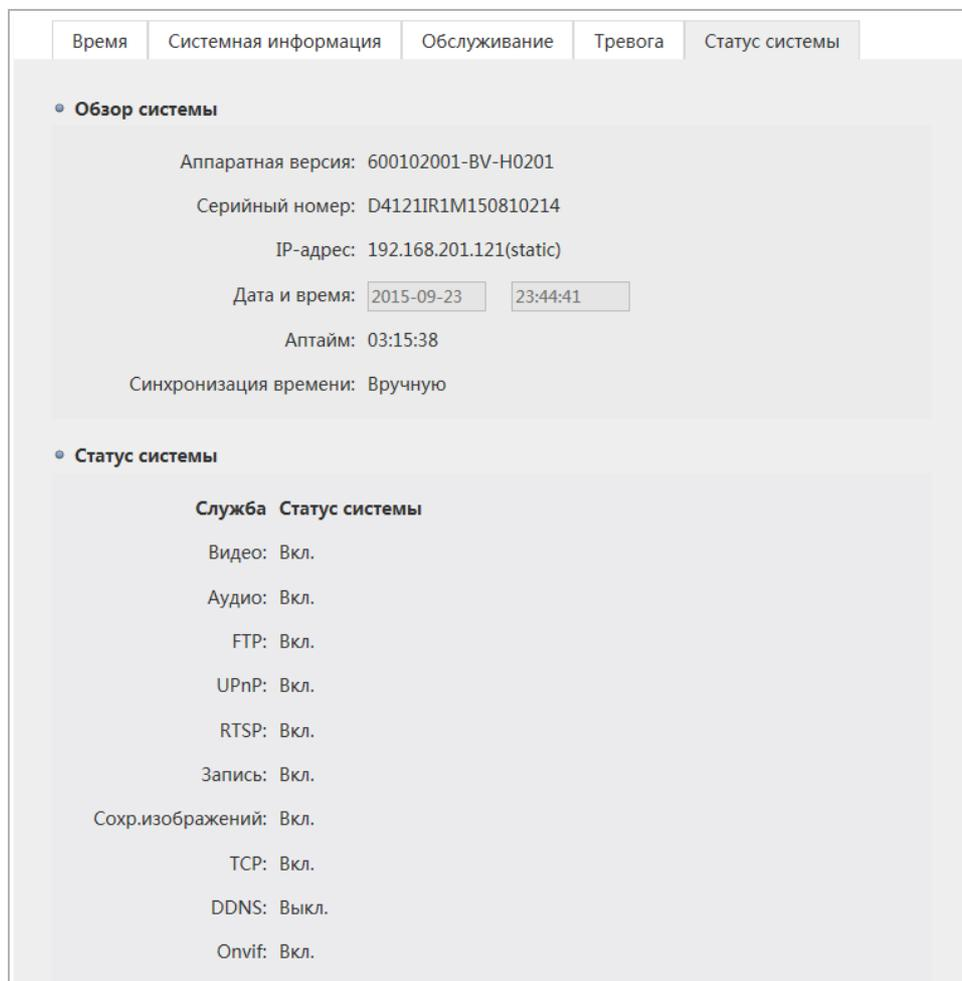 Время Системная информация Обслуживание Тревога Статус системы
Обзор системы
Аппаратная версия: 600102001-BV-H0201
Серийный номер: D4121IR1M150810214
IP-адрес: 192.168.201.121(static)
Дата и время: 2015-09-23 23:44:41
Аптайм: 03:15:38
Синхронизация времени: Вручную
Статус системы
Служба Статус системы
Видео: Вкл.
Аудио: Вкл.
FTP: Вкл.
UPnP: Вкл.
RTSP: Вкл.
Запись: Вкл.
Сохр.изображений: Вкл.
TCP: Вкл.
DDNS: Выкл.
Onvif: Вкл.